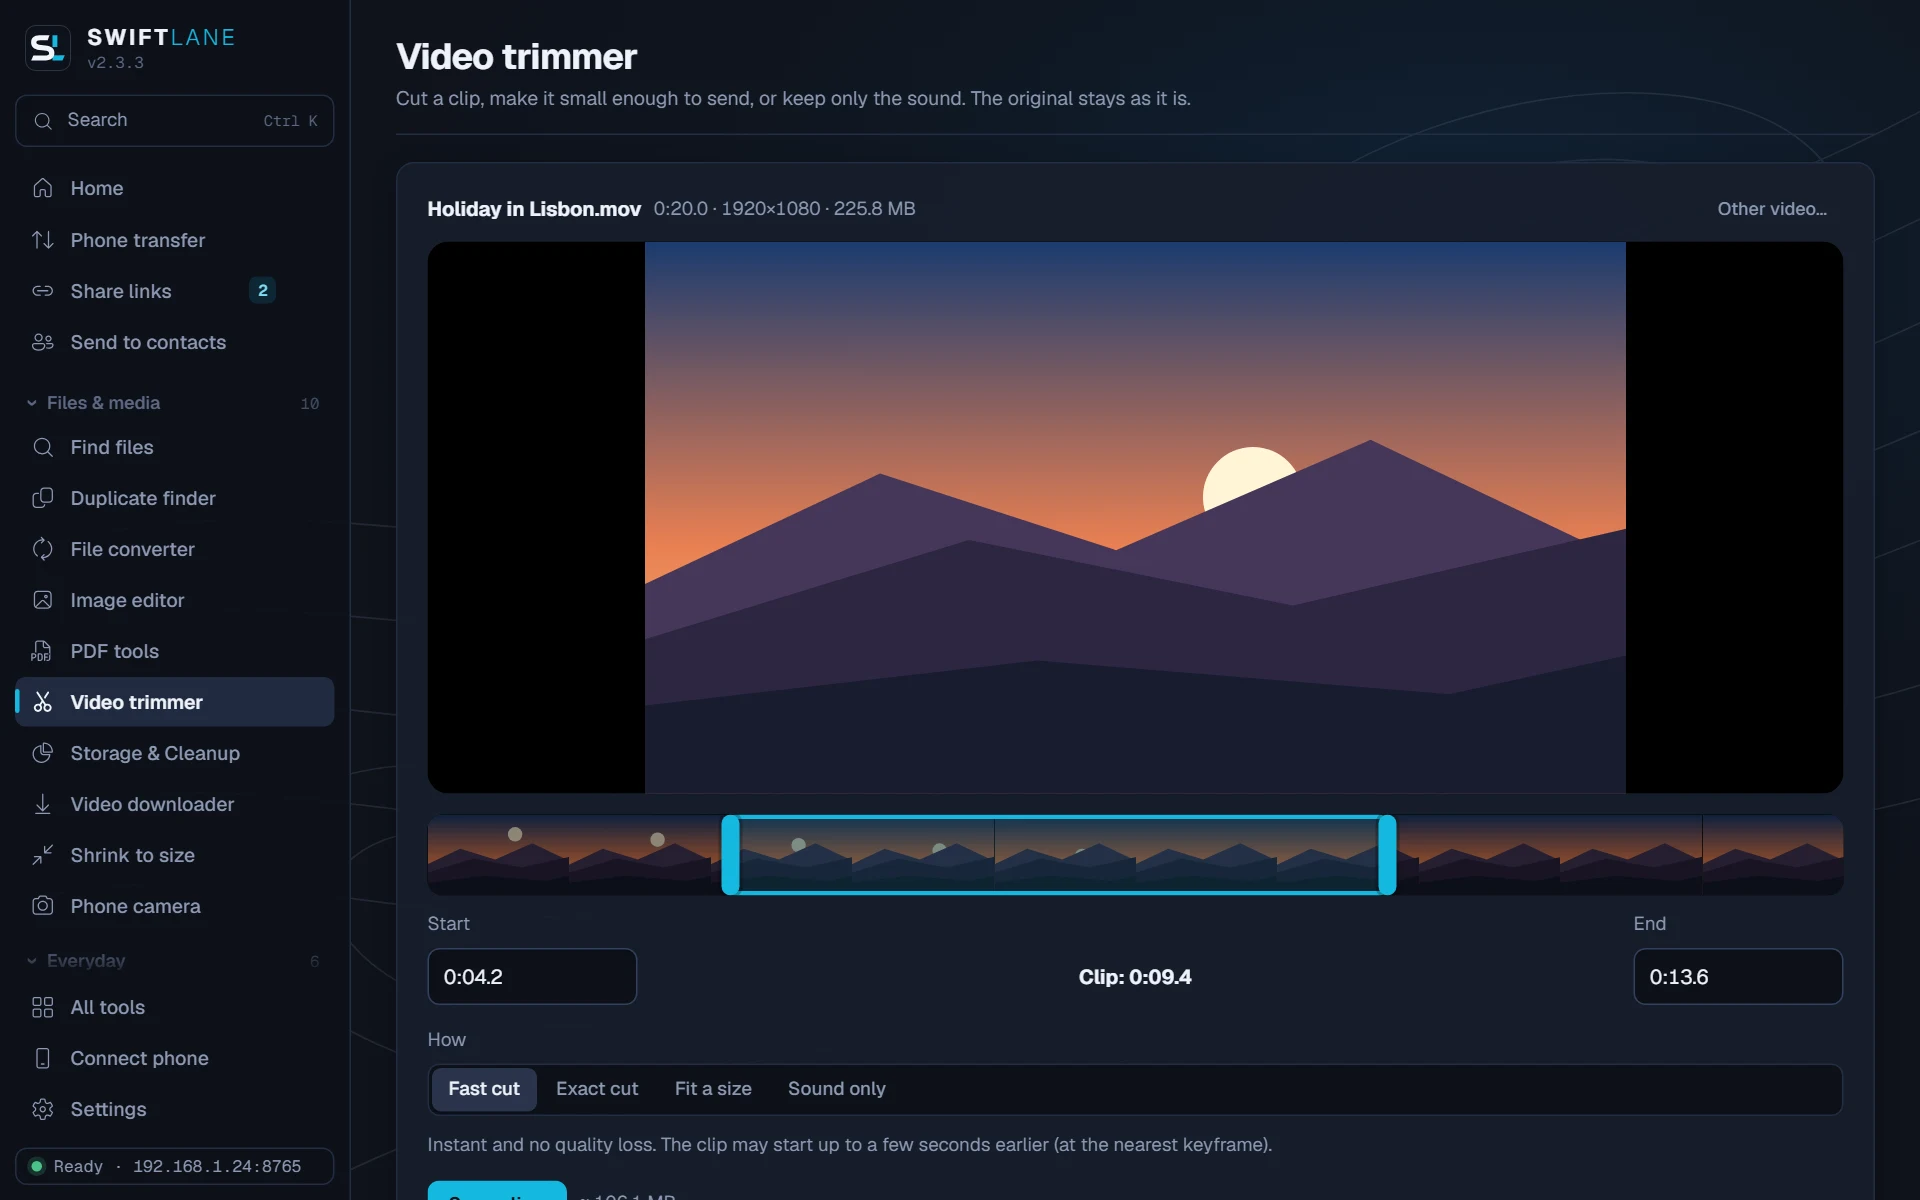 SWIFTLANE
v2.3.3
Search Ctrl K
Home
Phone transfer
Share links 2
Send to contacts
Files & media 10
Find files
Duplicate finder
File converter
Image editor
PDF tools
Video trimmer
Storage & Cleanup
Video downloader
Shrink to size
Phone camera
Everyday 6
All tools
Connect phone
Settings
Ready · 192.168.1.24:8765
Video trimmer
Cut a clip, make it small enough to send, or keep only the sound. The original stays as it is.
Holiday in Lisbon.mov 0:20.0 · 1920×1080 · 225.8 MB Other video...
Start End
0:04.2 Clip: 0:09.4 0:13.6
How
Fast cut Exact cut Fit a size Sound only
Instant and no quality loss. The clip may start up to a few seconds earlier (at the nearest keyframe).